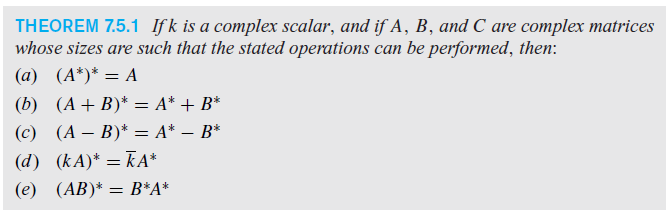 THEOREM 7.5.1 If k is a complex scalar, and if A, B, and C are complex matrices
whose sizes are such that the stated operations can be performed, then:
(a) (A*)* = A
(b) (A + B)* = A* + B*
(c) (A − B)* = A* − B*
(d) (kA)* = k̅A*
(e) (AB)* = B*A*